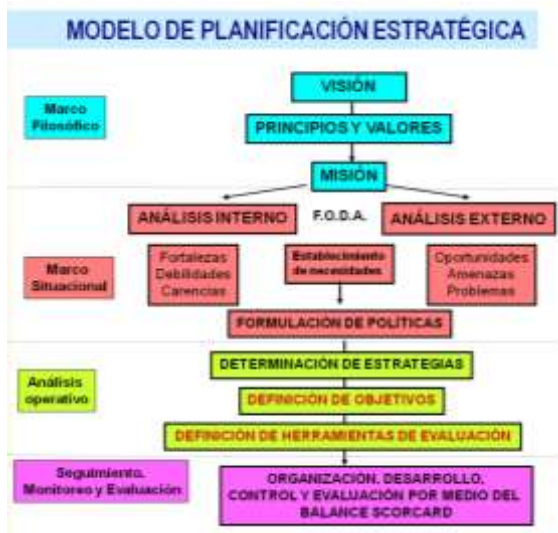 MODELO DE PLANIFICACIÓN ESTRATÉGICA
VISIÓN
Marco
Filosófico
PRINCIPIOS Y VALORES
MISIÓN
ANÁLISIS INTERNO
F.O.D.A.
ANÁLISIS EXTERNO
Marco
Situacional
Fortalezas
Debilidades
Carencias
Establecimiento
de necesidades
Oportunidades
Amenazas
Problemas
FORMULACIÓN DE POLÍTICAS
Análisis
operativo
DETERMINACIÓN DE ESTRATEGIAS
DEFINICIÓN DE OBJETIVOS
DEFINICIÓN DE HERRAMIENTAS DE EVALUACIÓN
Seguimiento,
Monitoreo y Evaluación
ORGANIZACIÓN, DESARROLLO,
CONTROL Y EVALUACIÓN POR MEDIO DEL
BALANCE SCORCARD